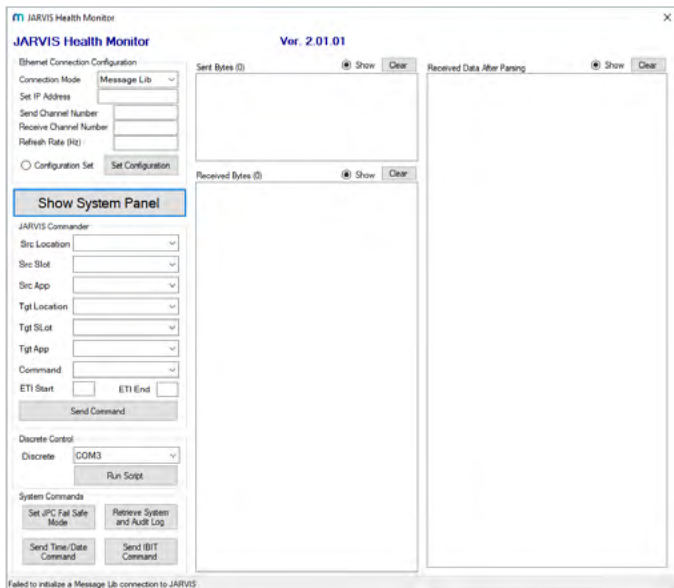 m JARVIS Health Monitor
JARVIS Health Monitor
Ver. 2.01.01
Ethernet Connection Configuration
Connection Mode
Message Lib
Set IP Address
Send Channel Number
Receive Channel Number
Refresh Rate (Hz)
Configuration Set
Set Configuration
Show System Panel
JARVIS Commander
Src Location
Src Slot
Src App
Tgt Location
Tgt SLot
Tgt App
Command
ETI Start
ETI End
Send Command
Discrete Control
Discrete
COM3
Run Script
System Commands
Set JPC Fail Safe
Mode
Retrieve System
and Audit Log
Send Time/Date
Command
Send IBIT
Command
Sent Bytes (0)
Show
Clear
Received Bytes (0)
Show
Clear
Received Data After Parsing
Show
Clear
Failed to initialize a Message Lib connection to JARVIS